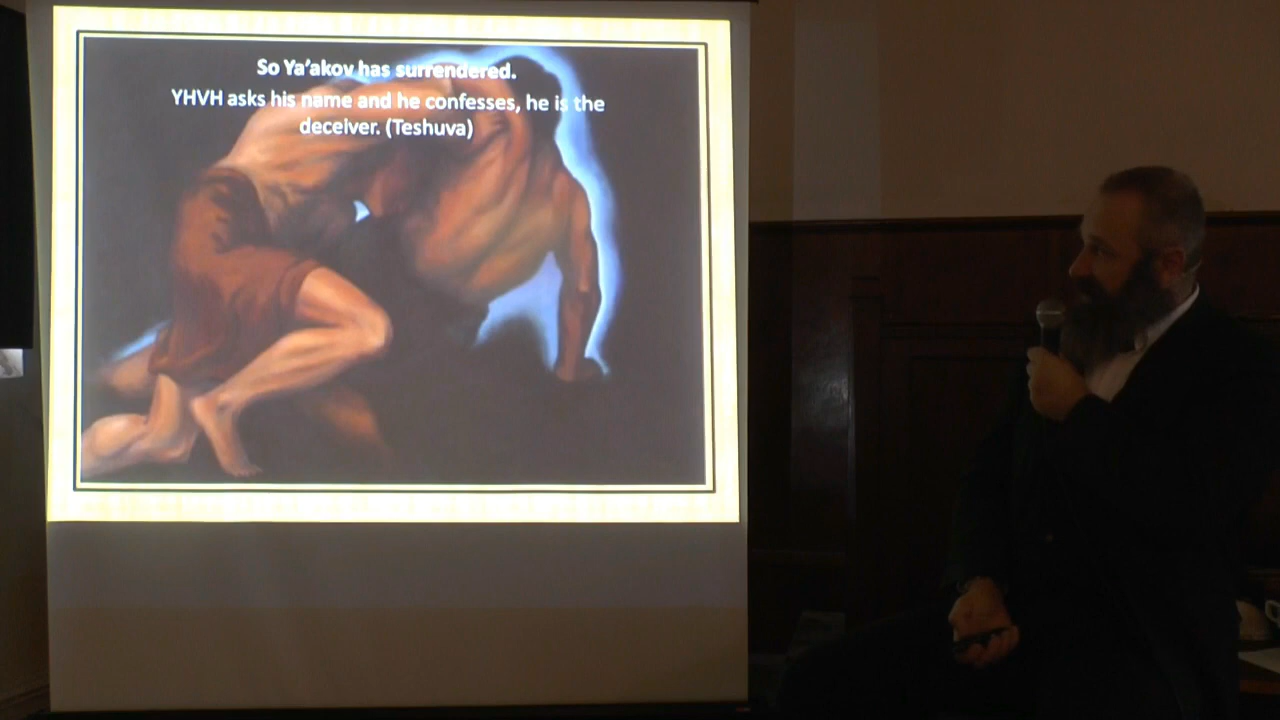 So Ya'akov has surrendered.
YHVH asks his name and he confesses, he is the
deceiver. (Teshuva)